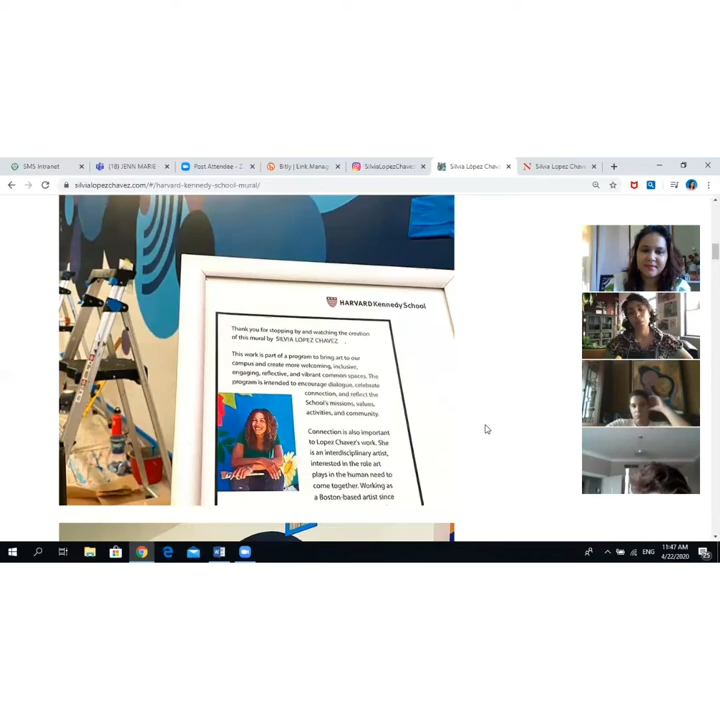 SMS Intranet
(18) JENN MARIE
Post Attendee - Z
Bitly | Link Manag
SilviaLopezChavez
Silvia López Chav
Silvia Lopez Chav
silvialopezchavez.com/#/harvard-kennedy-school-mural/
HARVARD Kennedy School
Thank you for stopping by and watching the creation
of this mural by SILVIA LOPEZ CHAVEZ .
This work is part of a program to bring art to our
campus and create more welcoming, inclusive,
engaging, reflective, and vibrant common spaces. The
program is intended to encourage dialogue, celebrate
connection, and reflect the
School's missions, values,
activities, and community.
Connection is also important
to Lopez Chavez's work. She
is an interdisciplinary artist,
interested in the role art
plays in the human need to
come together. Working as
a Boston-based artist since
ENG
11:47 AM
4/22/2020
25